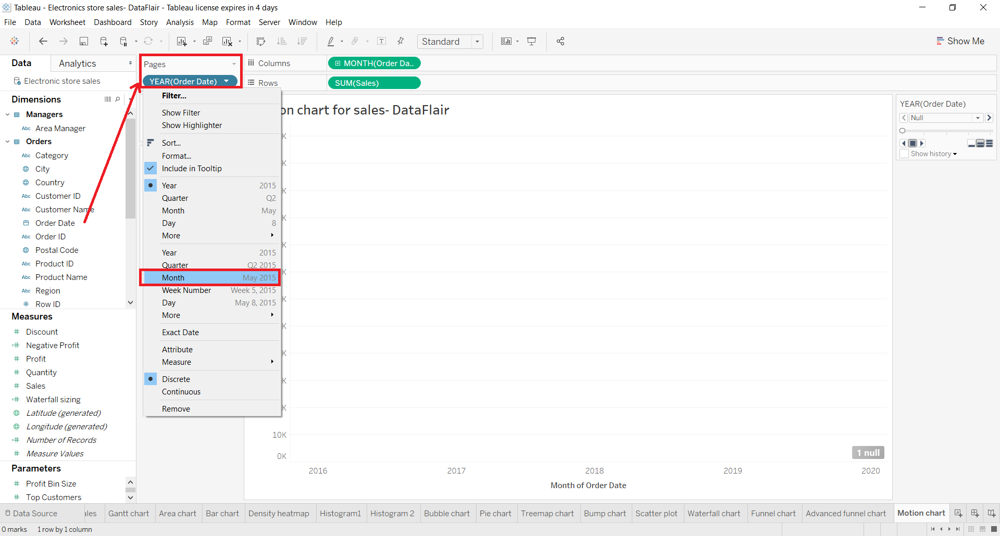 Tableau - Electronics store sales- DataFlair - Tableau license expires in 4 days
File Data Worksheet Dashboard Story Analysis Map Format Server Window Help
Standard
Show Me
Data Analytics
Electronic store sales
Dimensions
Managers
Abc Area Manager
Orders
Abc Category
City
Country
Abc Customer ID
Abc Customer Name
Order Date
Abc Order ID
Postal Code
Abc Product ID
Abc Product Name
Abc Region
# Row ID
Measures
# Discount
=# Negative Profit
# Profit
# Quantity
# Sales
=# Waterfall sizing
Latitude (generated)
Longitude (generated)
=# Number of Records
# Measure Values
Parameters
# Profit Bin Size
# Top Customers
Pages
YEAR(Order Date)
Columns MONTH(Order Da..
Rows SUM(Sales)
Filter...
Show Filter
Show Highlighter
Sort...
Format...
Include in Tooltip
Year 2015
Quarter Q2
Month May
Day 8
More
Year 2015
Quarter Q2 2015
Month May 2015
Week Number Week 5, 2015
Day May 8, 2015
More
Exact Date
Attribute
Measure
Discrete
Continuous
Remove
on chart for sales- DataFlair
K
K
K
K
K
K
K
K
K
K
K
10K
0K
2016 2017 2018 2019 2020
Month of Order Date
1 null
YEAR(Order Date)
Null
Show history
Data Source ales Gantt chart Area chart Bar chart Density heatmap Histogram1 Histogram 2 Bubble chart Pie chart Treemap chart Bump chart Scatter plot Waterfall chart Funnel chart Advanced funnel chart Motion chart
0 marks 1 row by 1 column